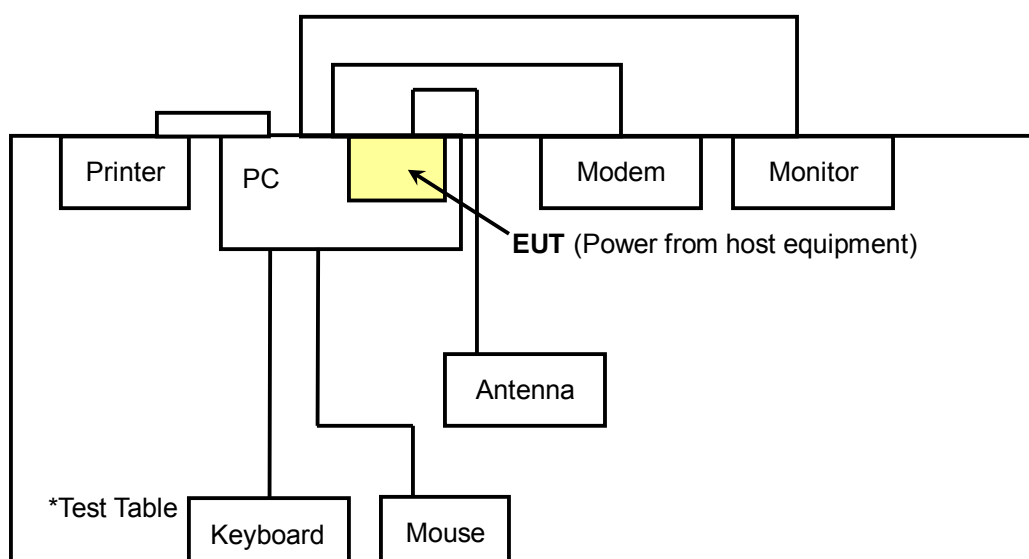 Printer
PC
Modem
Monitor
EUT (Power from host equipment)
Antenna
*Test Table
Keyboard
Mouse